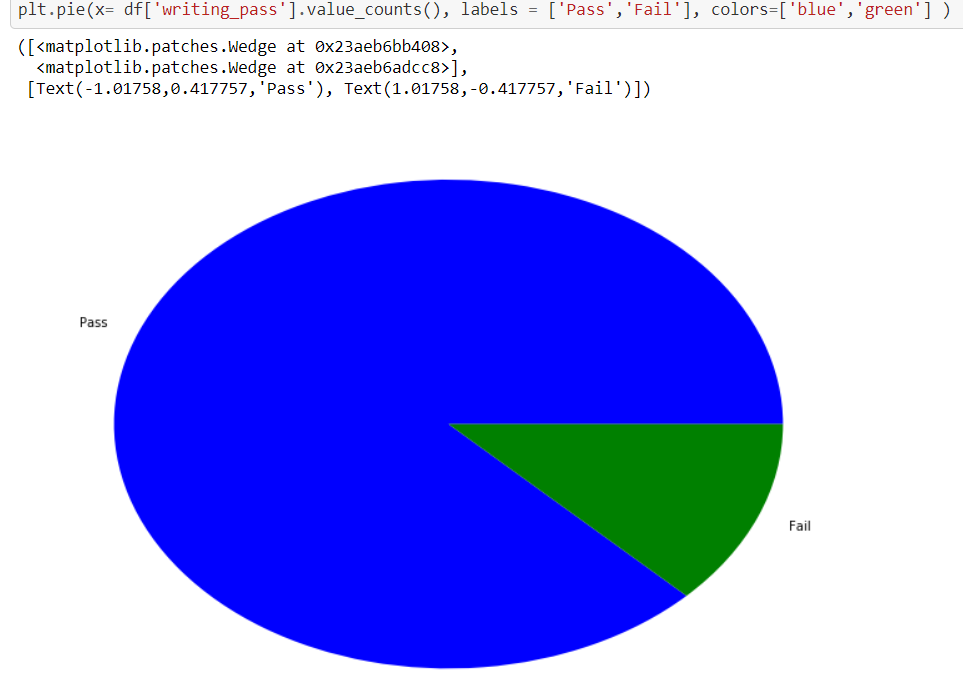 plt.pie(x= df['writing_pass'].value_counts(), labels = ['Pass','Fail'], colors=['blue','green'] )
([<matplotlib.patches.Wedge at 0x23aeb6bb408>,
  <matplotlib.patches.Wedge at 0x23aeb6adcc8>],
 [Text(-1.01758,0.417757,'Pass'), Text(1.01758,-0.417757,'Fail')])
Pass
Fail